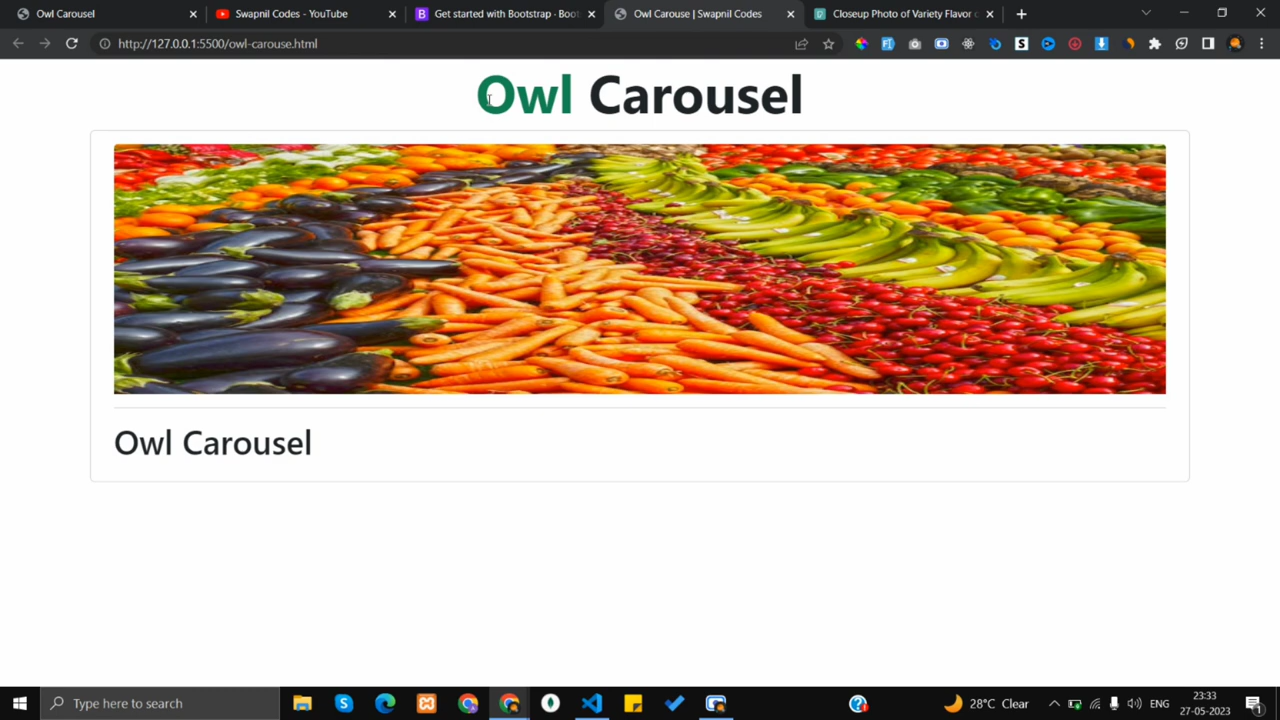 Owl Carousel
Swapnil Codes - YouTube
Get started with Bootstrap · Boot
Owl Carouse | Swapnil Codes
Closeup Photo of Variety Flavor
http://127.0.0.1:5500/owl-carouse.html
Owl Carousel
Owl Carousel
Type here to search
28°C Clear
ENG
23:33
27-05-2023
1